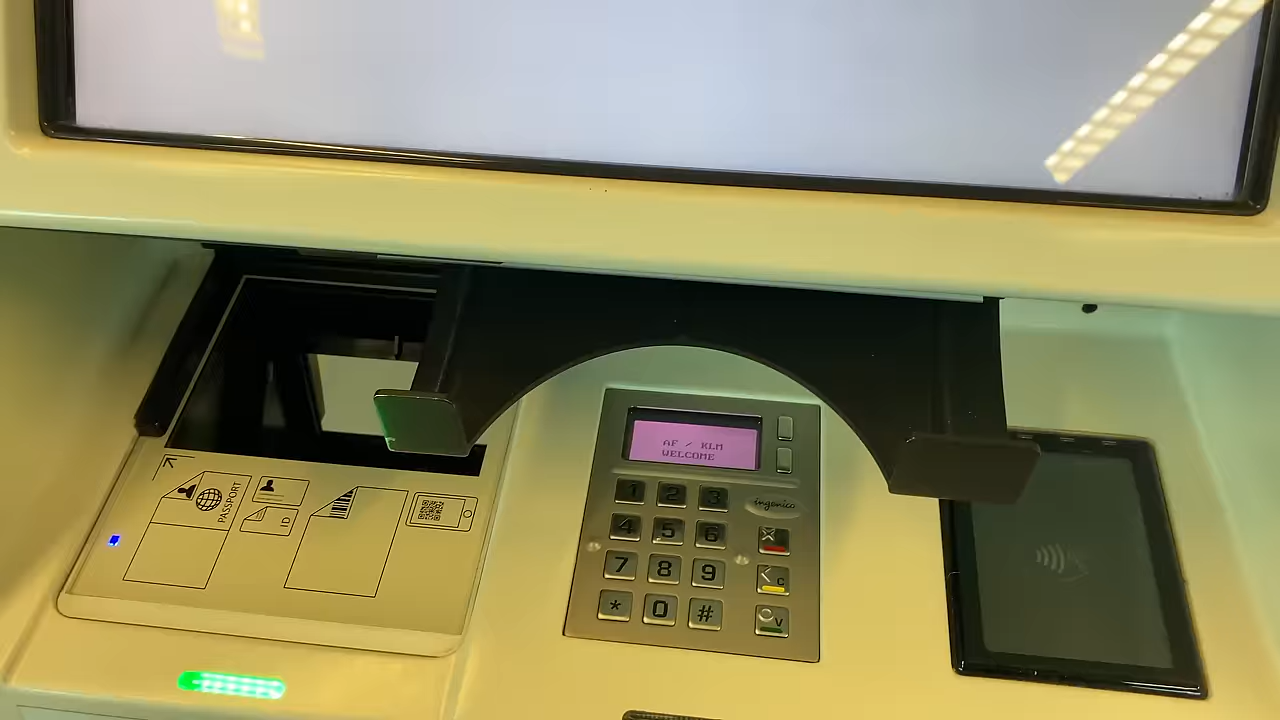 AF / KLM
WELCOME
ingenico
1 2 3
4 5 6
7 8 9
C
* 0 #
V
PASSPORT
ID